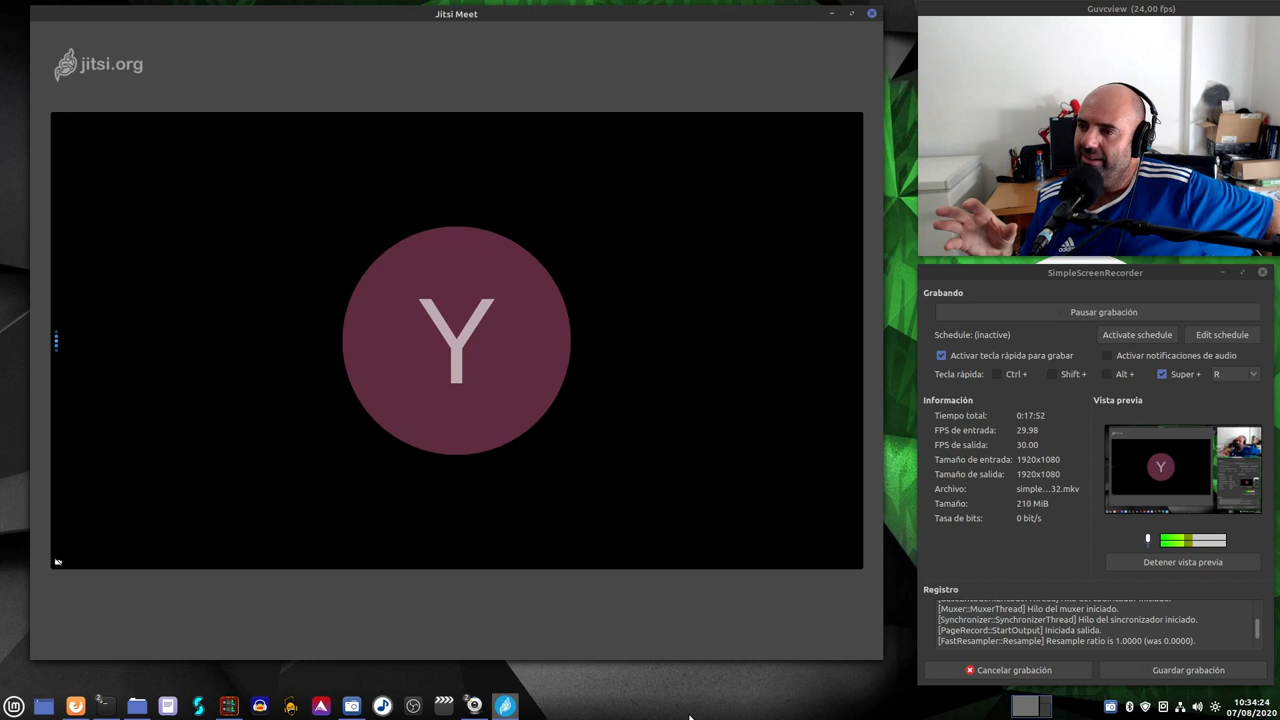 Jitsi Meet
jitsi.org
Y
Guvcview (24,00 fps)
adidas
SimpleScreenRecorder
Grabando
Pausar grabación
Schedule: (inactive)
Activate schedule
Edit schedule
Activar tecla rápida para grabar
Activar notificaciones de audio
Tecla rápida:
Ctrl +
Shift +
Alt +
Super +
R
Información
Tiempo total: 0:17:52
FPS de entrada: 29.98
FPS de salida: 30.00
Tamaño de entrada: 1920x1080
Tamaño de salida: 1920x1080
Archivo: simple...32.mkv
Tamaño: 210 MiB
Tasa de bits: 0 bit/s
Vista previa
Y
Detener vista previa
Registro
[Muxer::MuxerThread] Hilo del muxer iniciado.
[Synchronizer::SynchronizerThread] Hilo del sincronizador iniciado.
[PageRecord::StartOutput] Iniciada salida.
[FastResampler::Resample] Resample ratio is 1.0000 (was 0.0000).
Cancelar grabación
Guardar grabación
2
2
10:34:24
07/08/2020